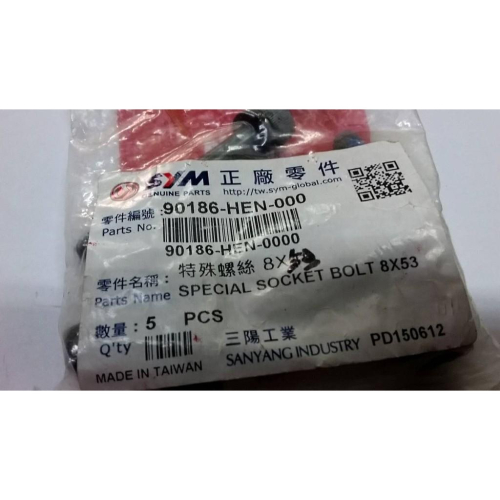 SYM 正廠零件
GENUINE PARTS http://tw.sym-global.com/
零件編號: 90186-HEN-000
Parts No.
90186-HEN-0000
零件名稱: 特殊螺絲 8X53
Parts Name SPECIAL SOCKET BOLT 8X53
數量: 5 PCS
Q'ty
三陽工業
SANYANG INDUSTRY PD150612
MADE IN TAIWAN